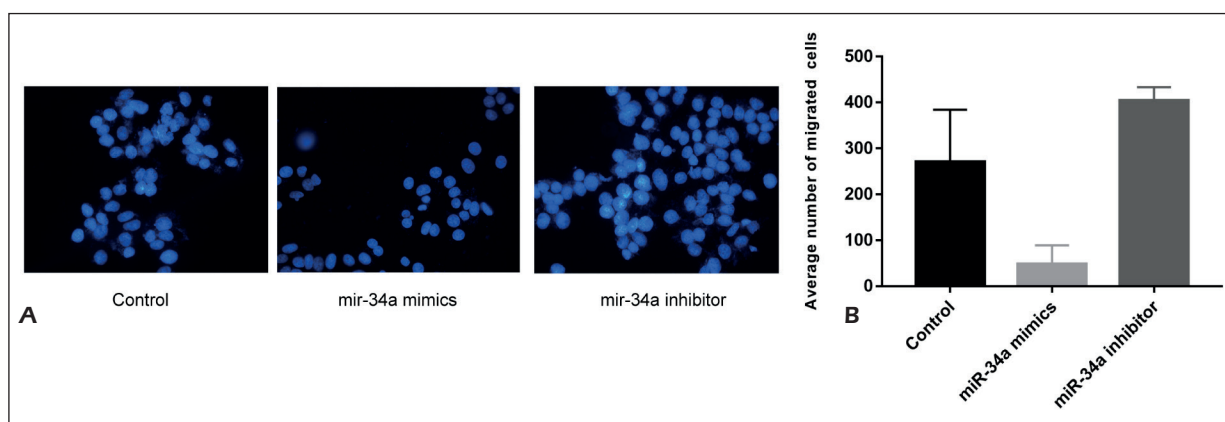 Control
mir-34a mimics
mir-34a inhibitor
A
Average number of migrated cells
500
400
300
200
100
0
Control
miR-34a mimics
miR-34a inhibitor
B